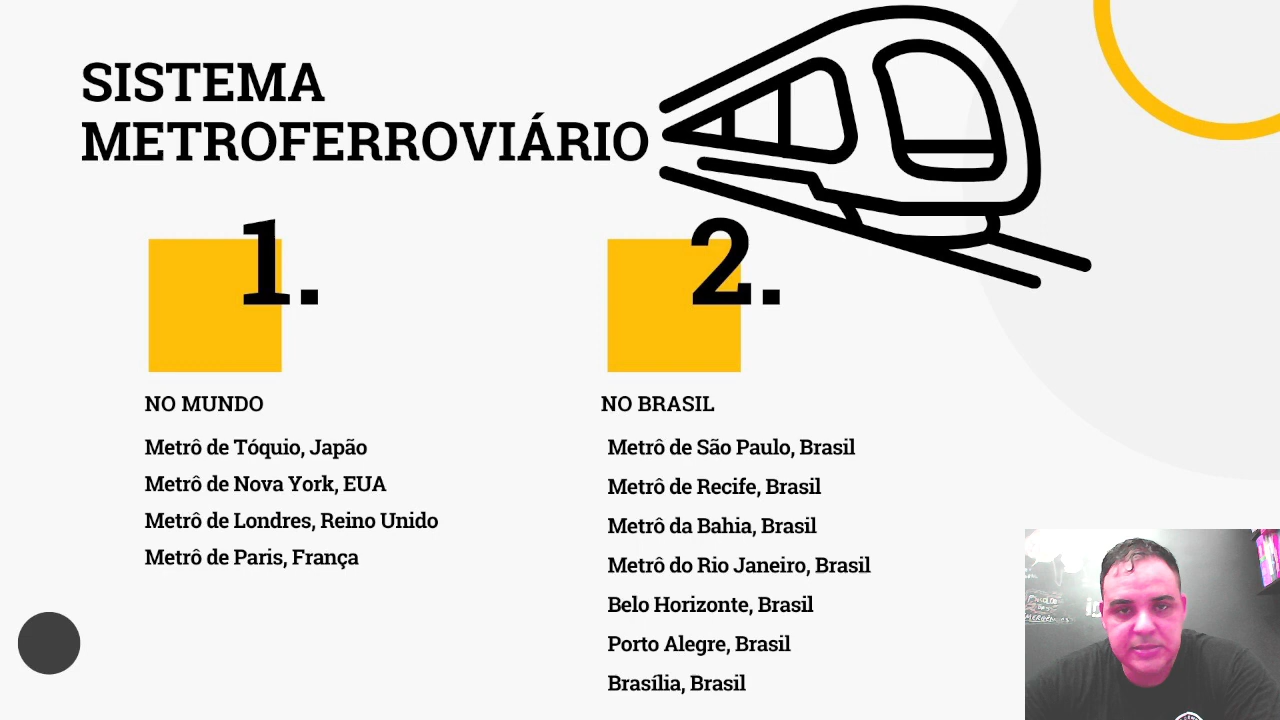 SISTEMA
METROFERROVIÁRIO
1.
NO MUNDO
Metrô de Tóquio, Japão
Metrô de Nova York, EUA
Metrô de Londres, Reino Unido
Metrô de Paris, França
2.
NO BRASIL
Metrô de São Paulo, Brasil
Metrô de Recife, Brasil
Metrô da Bahia, Brasil
Metrô do Rio Janeiro, Brasil
Belo Horizonte, Brasil
Porto Alegre, Brasil
Brasília, Brasil